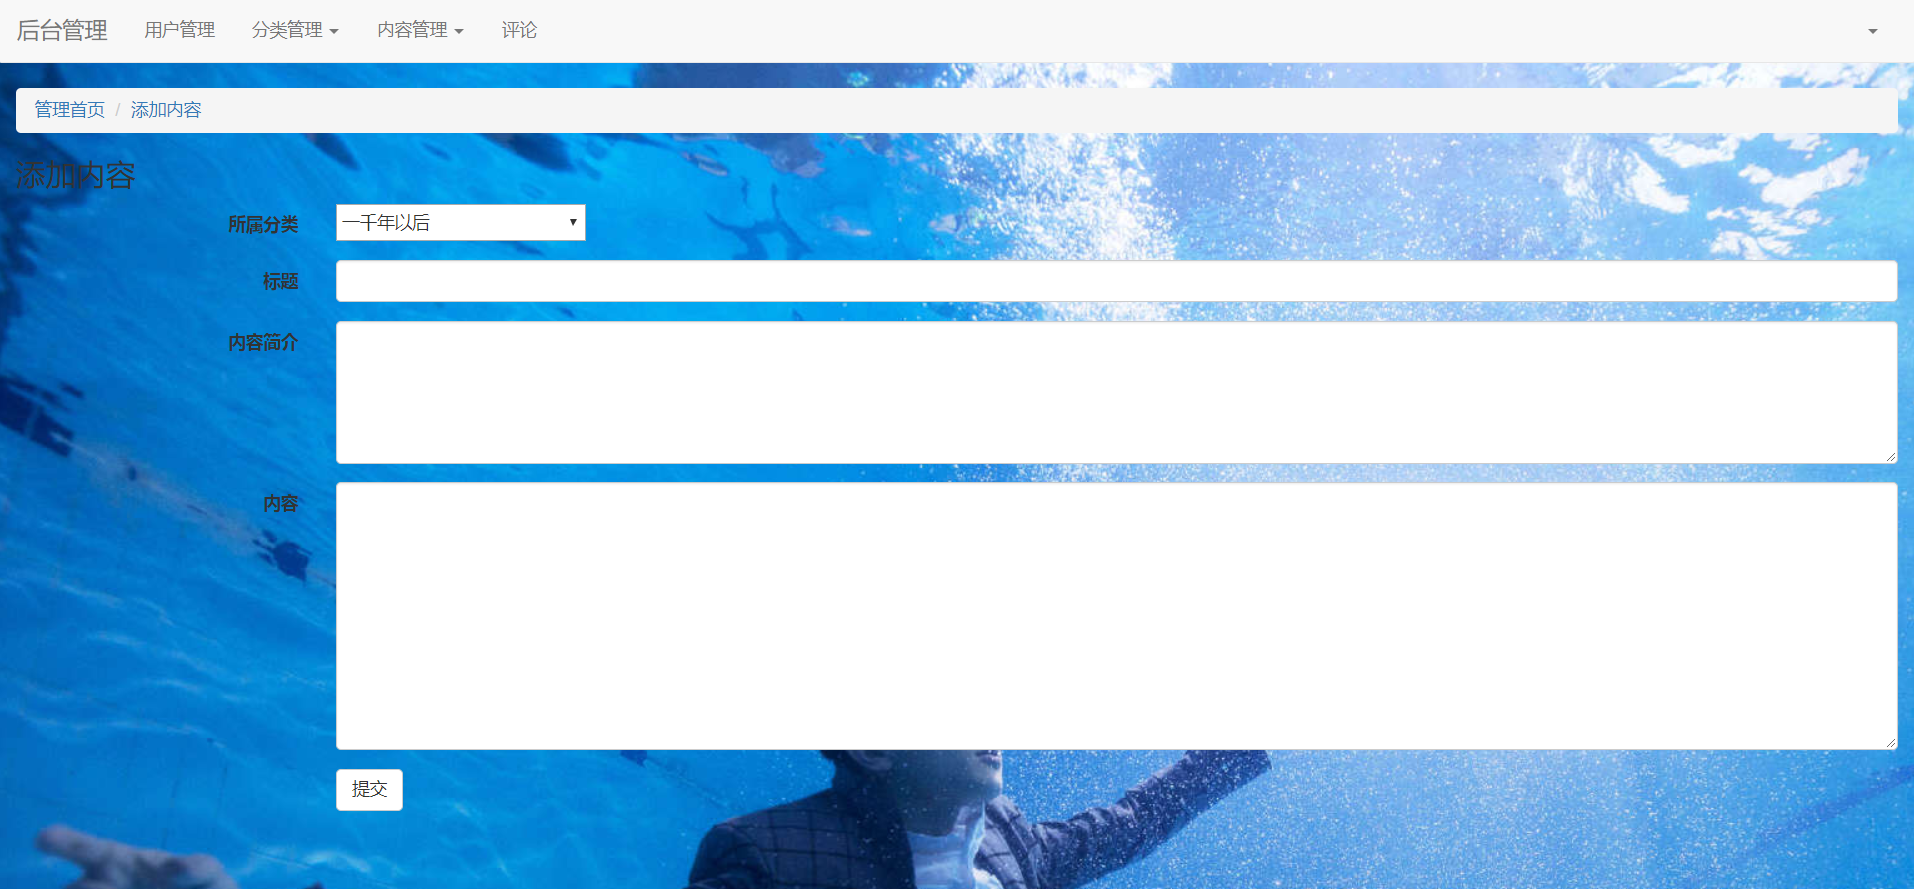 后台管理 用户管理 分类管理 内容管理 评论
管理首页 / 添加内容
添加内容
所属分类 一千年以后
标题
内容简介
内容
提交